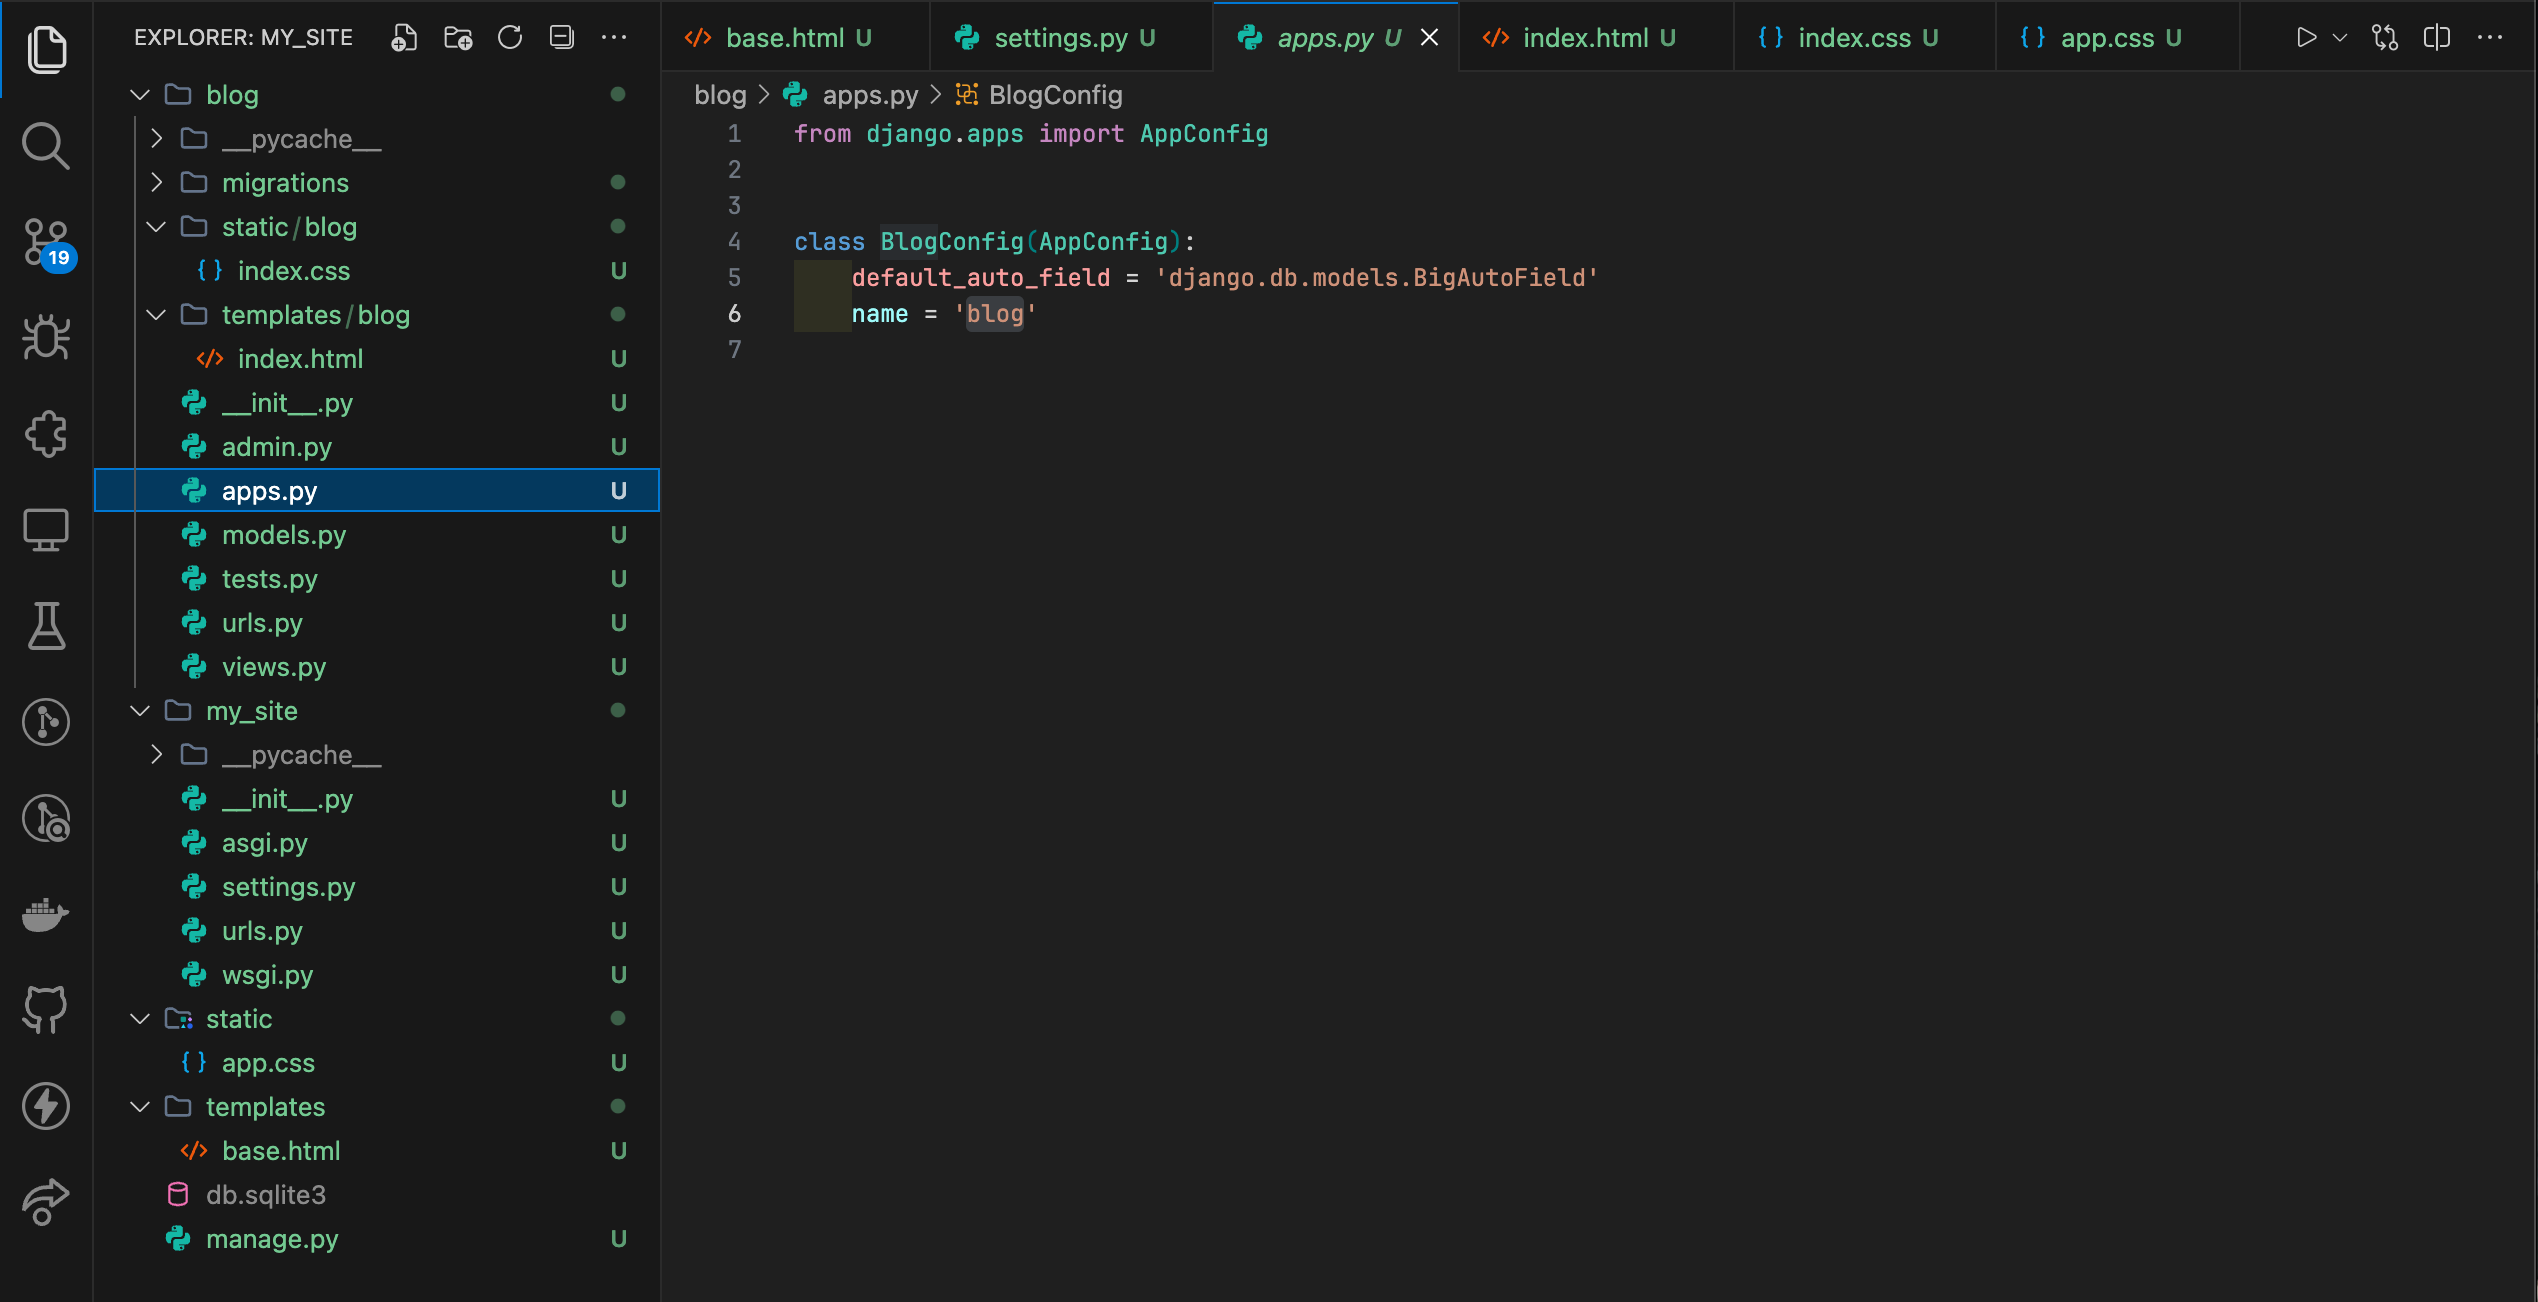 EXPLORER: MY_SITE
blog
__pycache__
migrations
static/blog
index.css U
templates/blog
index.html U
__init__.py U
admin.py U
apps.py U
models.py U
tests.py U
urls.py U
views.py U
my_site
__pycache__
__init__.py U
asgi.py U
settings.py U
urls.py U
wsgi.py U
static
app.css U
templates
base.html U
db.sqlite3
manage.py U
19
base.html U settings.py U apps.py U index.html U index.css U app.css U
blog > apps.py > BlogConfig
1 from django.apps import AppConfig
2
3
4 class BlogConfig(AppConfig):
5 default_auto_field = 'django.db.models.BigAutoField'
6 name = 'blog'
7